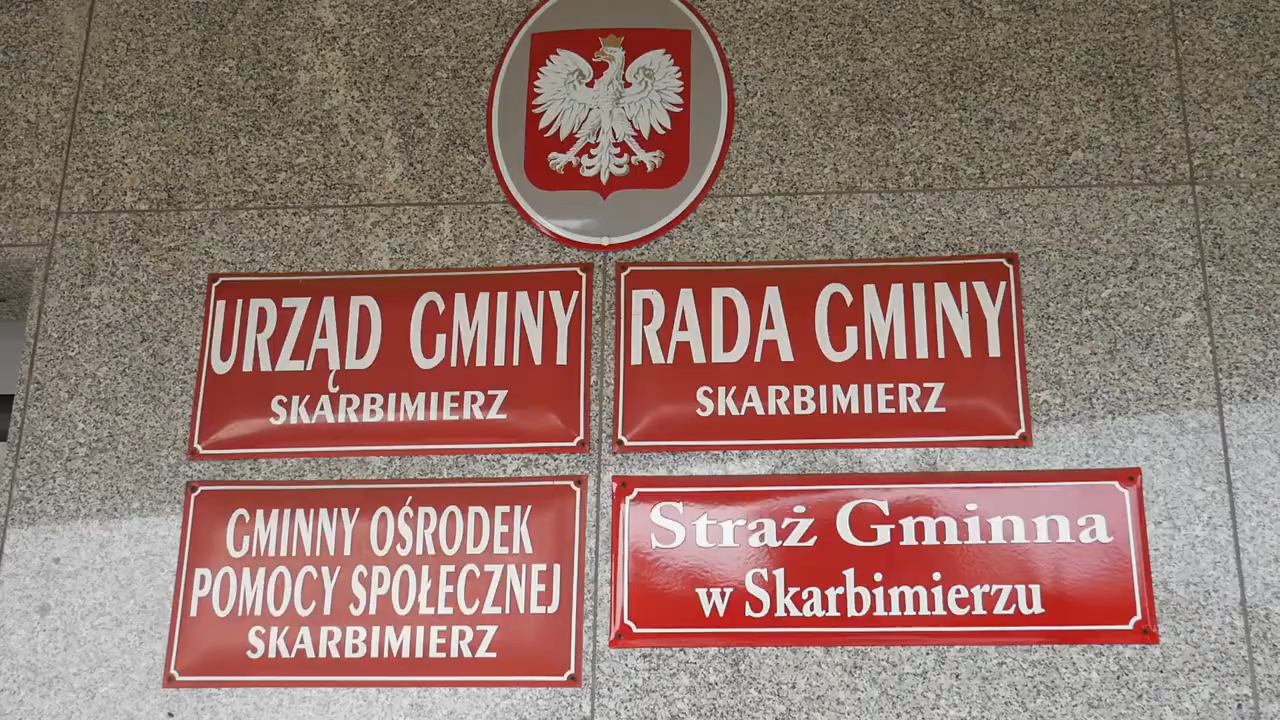 URZĄD GMINY
SKARBIMIERZ
RADA GMINY
SKARBIMIERZ
GMINNY OŚRODEK
POMOCY SPOŁECZNEJ
SKARBIMIERZ
Straż Gminna
w Skarbimierzu